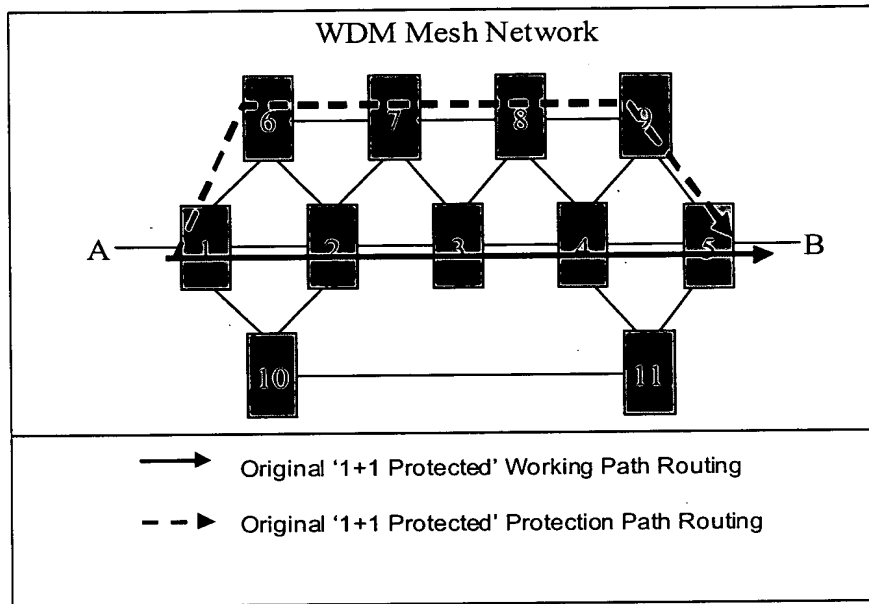 WDM Mesh Network
6 7 8 9
A 1 2 3 4 5 B
10 11
Original '1+1 Protected' Working Path Routing
Original '1+1 Protected' Protection Path Routing